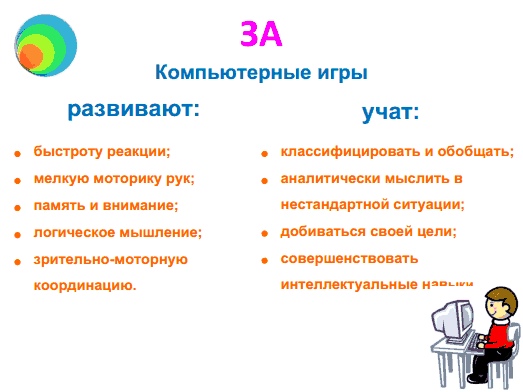 ЗА
Компьютерные игры
развивают:
быстроту реакции;
мелкую моторику рук;
память и внимание;
логическое мышление;
зрительно-моторную
координацию.
учат:
классифицировать и обобщать;
аналитически мыслить в
нестандартной ситуации;
добиваться своей цели;
совершенствовать
интеллектуальные навыки